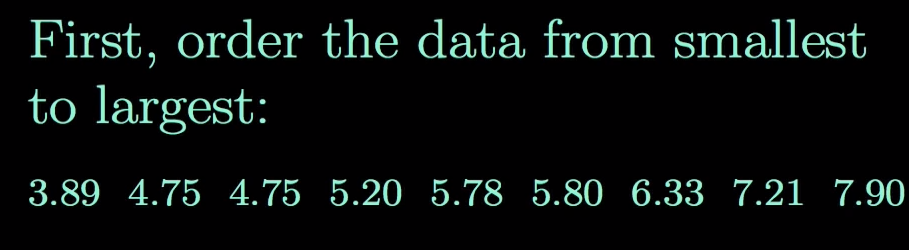 First, order the data from smallest
to largest:
3.89 4.75 4.75 5.20 5.78 5.80 6.33 7.21 7.90